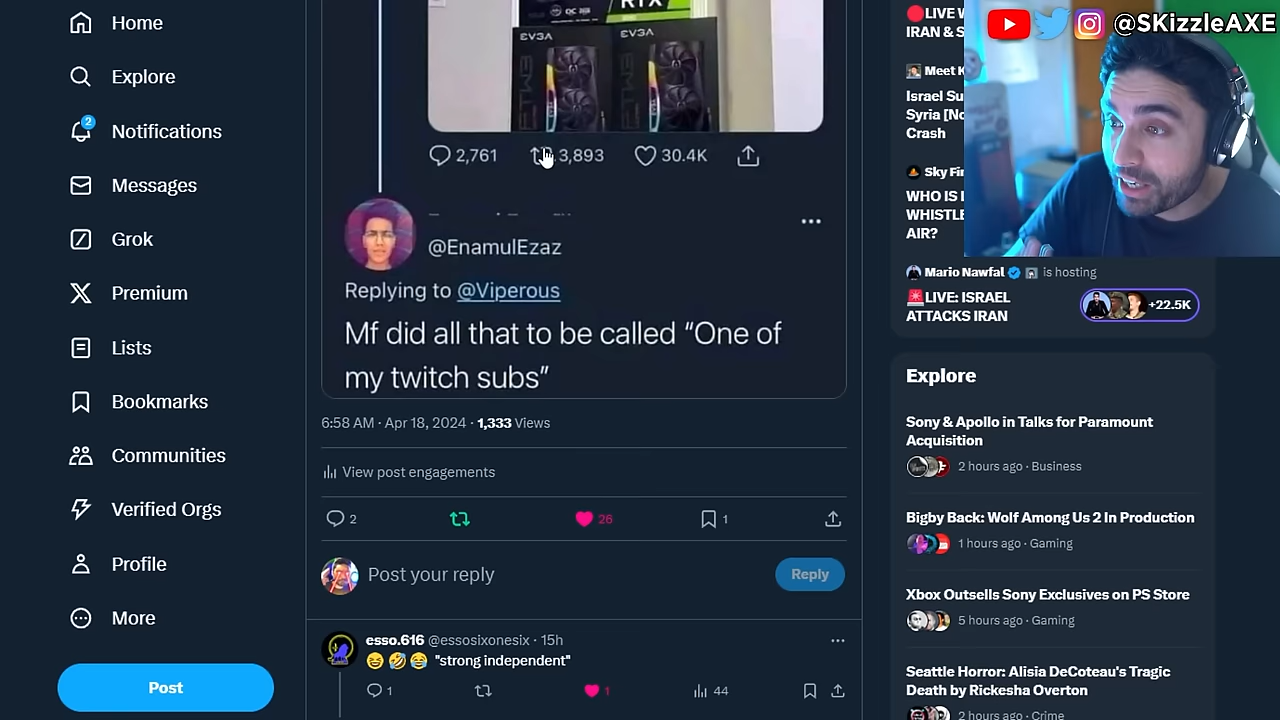 Home
Explore
Notifications
2
Messages
Grok
Premium
Lists
Bookmarks
Communities
Verified Orgs
Profile
More
Post
RTX
EVGA
EVGA
2,761
3,893
30.4K
@EnamulEzaz
Replying to @Viperous
Mf did all that to be called “One of
my twitch subs”
6:58 AM · Apr 18, 2024 · 1,333 Views
View post engagements
2
26
1
Post your reply
Reply
esso.616 @essosixonesix · 15h
"strong independent"
1
1
44
@SKizzleAXE
LIVE
IRAN & S
Meet K
Israel Su
Syria [No
Crash
Sky Fir
WHO IS
WHISTLE
AIR?
Mario Nawfal is hosting
LIVE: ISRAEL
ATTACKS IRAN
+22.5K
Explore
Sony & Apollo in Talks for Paramount
Acquisition
2 hours ago · Business
Bigby Back: Wolf Among Us 2 In Production
1 hours ago · Gaming
Xbox Outsells Sony Exclusives on PS Store
5 hours ago · Gaming
Seattle Horror: Alisia DeCoteau's Tragic
Death by Rickesha Overton
2 hours ago · Crime